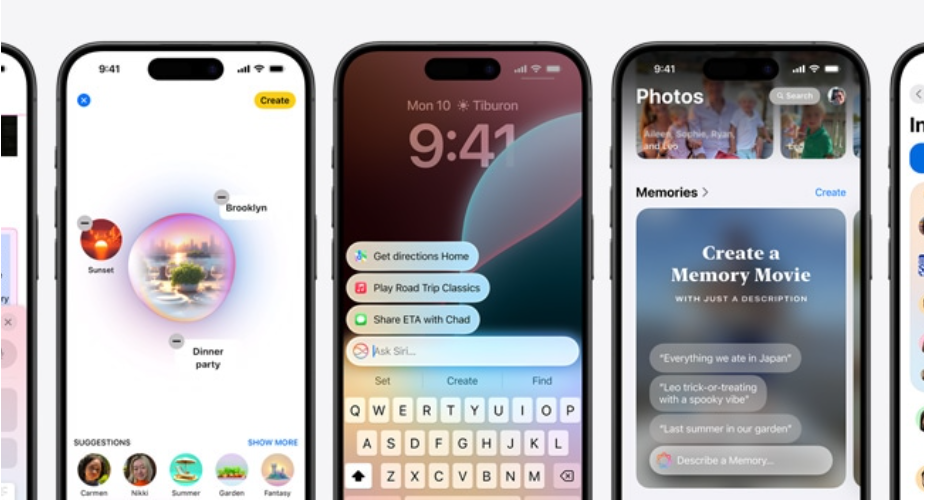 9:41
Create
Brooklyn
Sunset
Dinner
party
SUGGESTIONS
SHOW MORE
Carmen
Nikki
Summer
Garden
Fantasy
Mon 10 Tiburon
9:41
Get directions Home
Play Road Trip Classics
Share ETA with Chad
Ask Siri...
Set
Create
Find
Q W E R T Y U I O P
A S D F G H J K L
Z X C V B N M
9:41
Photos
Search
Aileen, Sophie, Ryan,
and Leo
Memories
Create
Create a
Memory Movie
WITH JUST A DESCRIPTION
"Everything we ate in Japan"
"Leo trick-or-treating
with a spooky vibe"
"Last summer in our garden"
Describe a Memory...